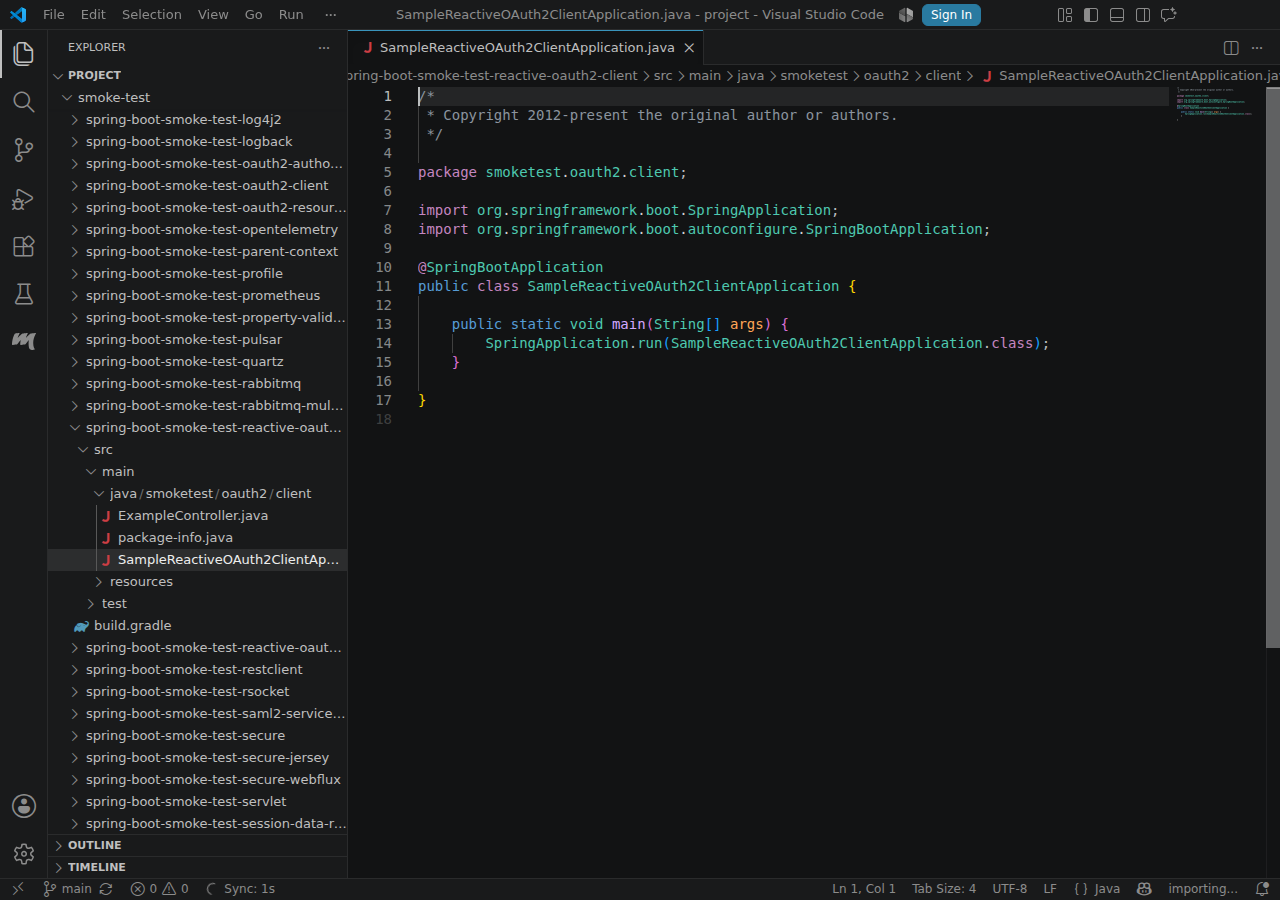 File Edit Selection View Go Run ··· SampleReactiveOAuth2ClientApplication.java - project - Visual Studio Code Sign In
EXPLORER ···
PROJECT
smoke-test
spring-boot-smoke-test-log4j2
spring-boot-smoke-test-logback
spring-boot-smoke-test-oauth2-autho...
spring-boot-smoke-test-oauth2-client
spring-boot-smoke-test-oauth2-resour...
spring-boot-smoke-test-opentelemetry
spring-boot-smoke-test-parent-context
spring-boot-smoke-test-profile
spring-boot-smoke-test-prometheus
spring-boot-smoke-test-property-valid...
spring-boot-smoke-test-pulsar
spring-boot-smoke-test-quartz
spring-boot-smoke-test-rabbitmq
spring-boot-smoke-test-rabbitmq-mul...
spring-boot-smoke-test-reactive-oaut...
src
main
java/smoketest/oauth2/client
ExampleController.java
package-info.java
SampleReactiveOAuth2ClientAp...
resources
test
build.gradle
spring-boot-smoke-test-reactive-oaut...
spring-boot-smoke-test-restclient
spring-boot-smoke-test-rsocket
spring-boot-smoke-test-saml2-service...
spring-boot-smoke-test-secure
spring-boot-smoke-test-secure-jersey
spring-boot-smoke-test-secure-webflux
spring-boot-smoke-test-servlet
spring-boot-smoke-test-session-data-r...
OUTLINE
TIMELINE
SampleReactiveOAuth2ClientApplication.java
pring-boot-smoke-test-reactive-oauth2-client > src > main > java > smoketest > oauth2 > client > SampleReactiveOAuth2ClientApplication.ja
1 /*
2  * Copyright 2012-present the original author or authors.
3  */
4
5 package smoketest.oauth2.client;
6
7 import org.springframework.boot.SpringApplication;
8 import org.springframework.boot.autoconfigure.SpringBootApplication;
9
10 @SpringBootApplication
11 public class SampleReactiveOAuth2ClientApplication {
12
13     public static void main(String[] args) {
14         SpringApplication.run(SampleReactiveOAuth2ClientApplication.class);
15     }
16
17 }
18
main 0 0 Sync: 1s Ln 1, Col 1 Tab Size: 4 UTF-8 LF { } Java importing...